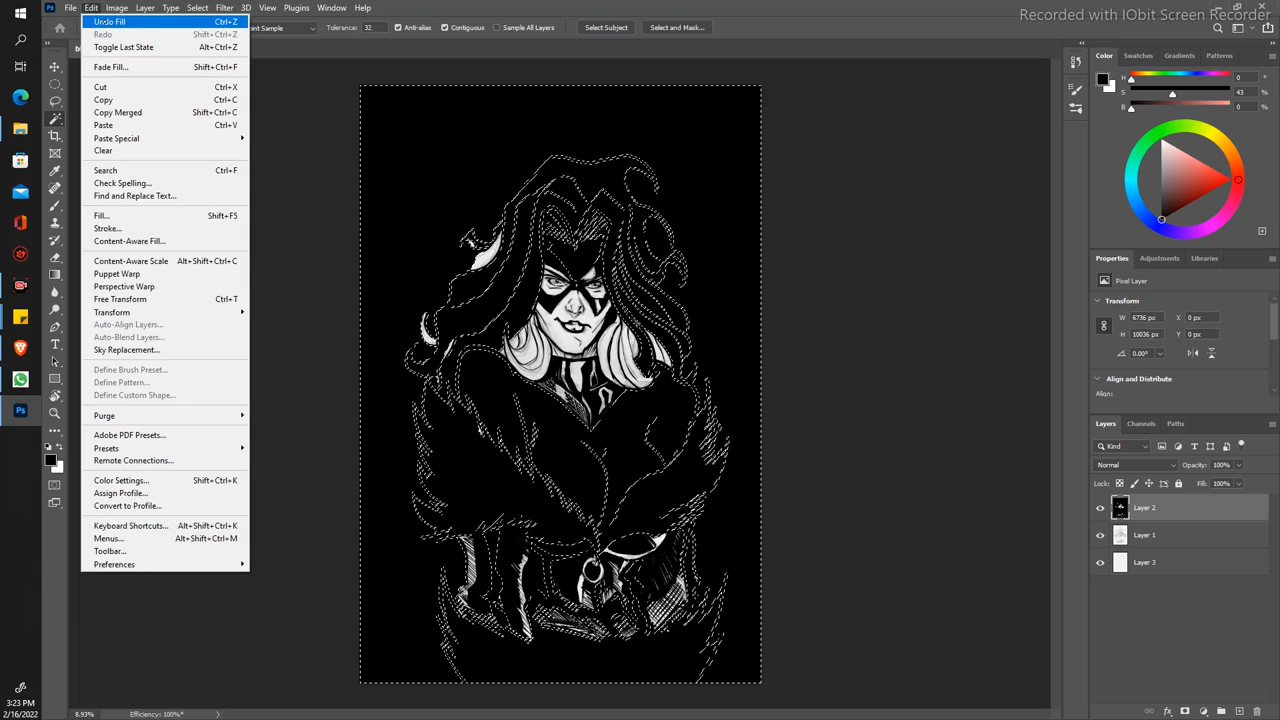 Recorded with IObit Screen Recorder
Ps File Edit Image Layer Type Select Filter 3D View Plugins Window Help
Tolerance: 32 Anti-alias Contiguous Sample All Layers Select Subject Select and Mask...
Undo Fill Ctrl+Z
Redo Shift+Ctrl+Z
Toggle Last State Alt+Ctrl+Z
Fade Fill... Shift+Ctrl+F
Cut Ctrl+X
Copy Ctrl+C
Copy Merged Shift+Ctrl+C
Paste Ctrl+V
Paste Special
Clear
Search Ctrl+F
Check Spelling...
Find and Replace Text...
Fill... Shift+F5
Stroke...
Content-Aware Fill...
Content-Aware Scale Alt+Shift+Ctrl+C
Puppet Warp
Perspective Warp
Free Transform Ctrl+T
Transform
Auto-Align Layers...
Auto-Blend Layers...
Sky Replacement...
Define Brush Preset...
Define Pattern...
Define Custom Shape...
Purge
Adobe PDF Presets...
Presets
Remote Connections...
Color Settings... Shift+Ctrl+K
Assign Profile...
Convert to Profile...
Keyboard Shortcuts... Alt+Shift+Ctrl+K
Menus... Alt+Shift+Ctrl+M
Toolbar...
Preferences
Color Swatches Gradients Patterns
H 0 °
S 43 %
B 0 %
Properties Adjustments Libraries
Pixel Layer
Transform
W 6736 px X 0 px
H 10036 px Y 0 px
0.00°
Align and Distribute
Align:
Layers Channels Paths
Kind
Normal Opacity: 100%
Lock: Fill: 100%
Layer 2
Layer 1
Layer 3
Ps
3:23 PM
2/16/2022
8.93% Efficiency: 100%*